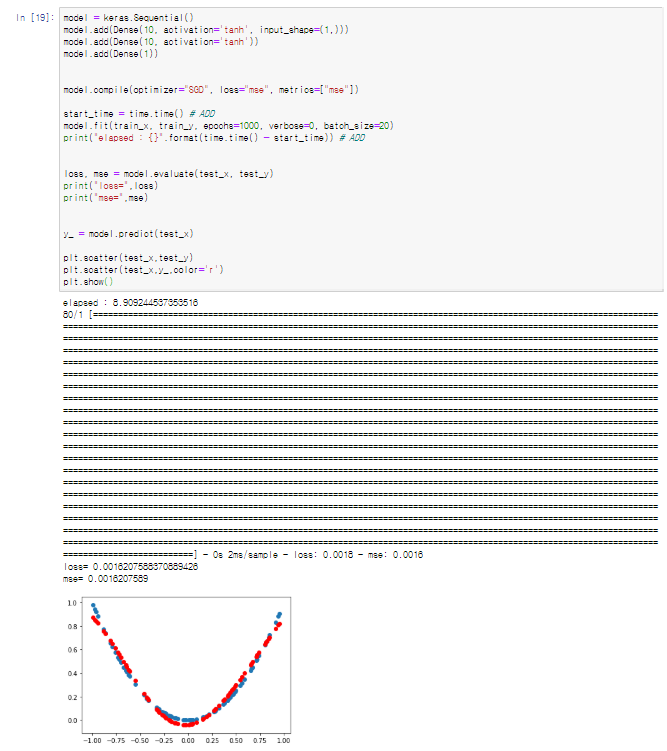 In [19]: model = keras.Sequential()
model.add(Dense(10, activation='tanh', input_shape=(1,)))
model.add(Dense(10, activation='tanh'))
model.add(Dense(1))
model.compile(optimizer="SGD", loss="mse", metrics=["mse"])
start_time = time.time() # ADD
model.fit(train_x, train_y, epochs=1000, verbose=0, batch_size=20)
print("elapsed : {}".format(time.time() - start_time)) # ADD
loss, mse = model.evaluate(test_x, test_y)
print("loss=",loss)
print("mse=",mse)
y_ = model.predict(test_x)
plt.scatter(test_x,test_y)
plt.scatter(test_x,y_,color='r')
plt.show()
elapsed : 8.909244537353516
80/1 [==============================
==============================] - 0s 2ms/sample - loss: 0.0018 - mse: 0.0016
loss= 0.0016207588370889426
mse= 0.0016207589
1.0
0.8
0.6
0.4
0.2
0.0
-1.00 -0.75 -0.50 -0.25 0.00 0.25 0.50 0.75 1.00